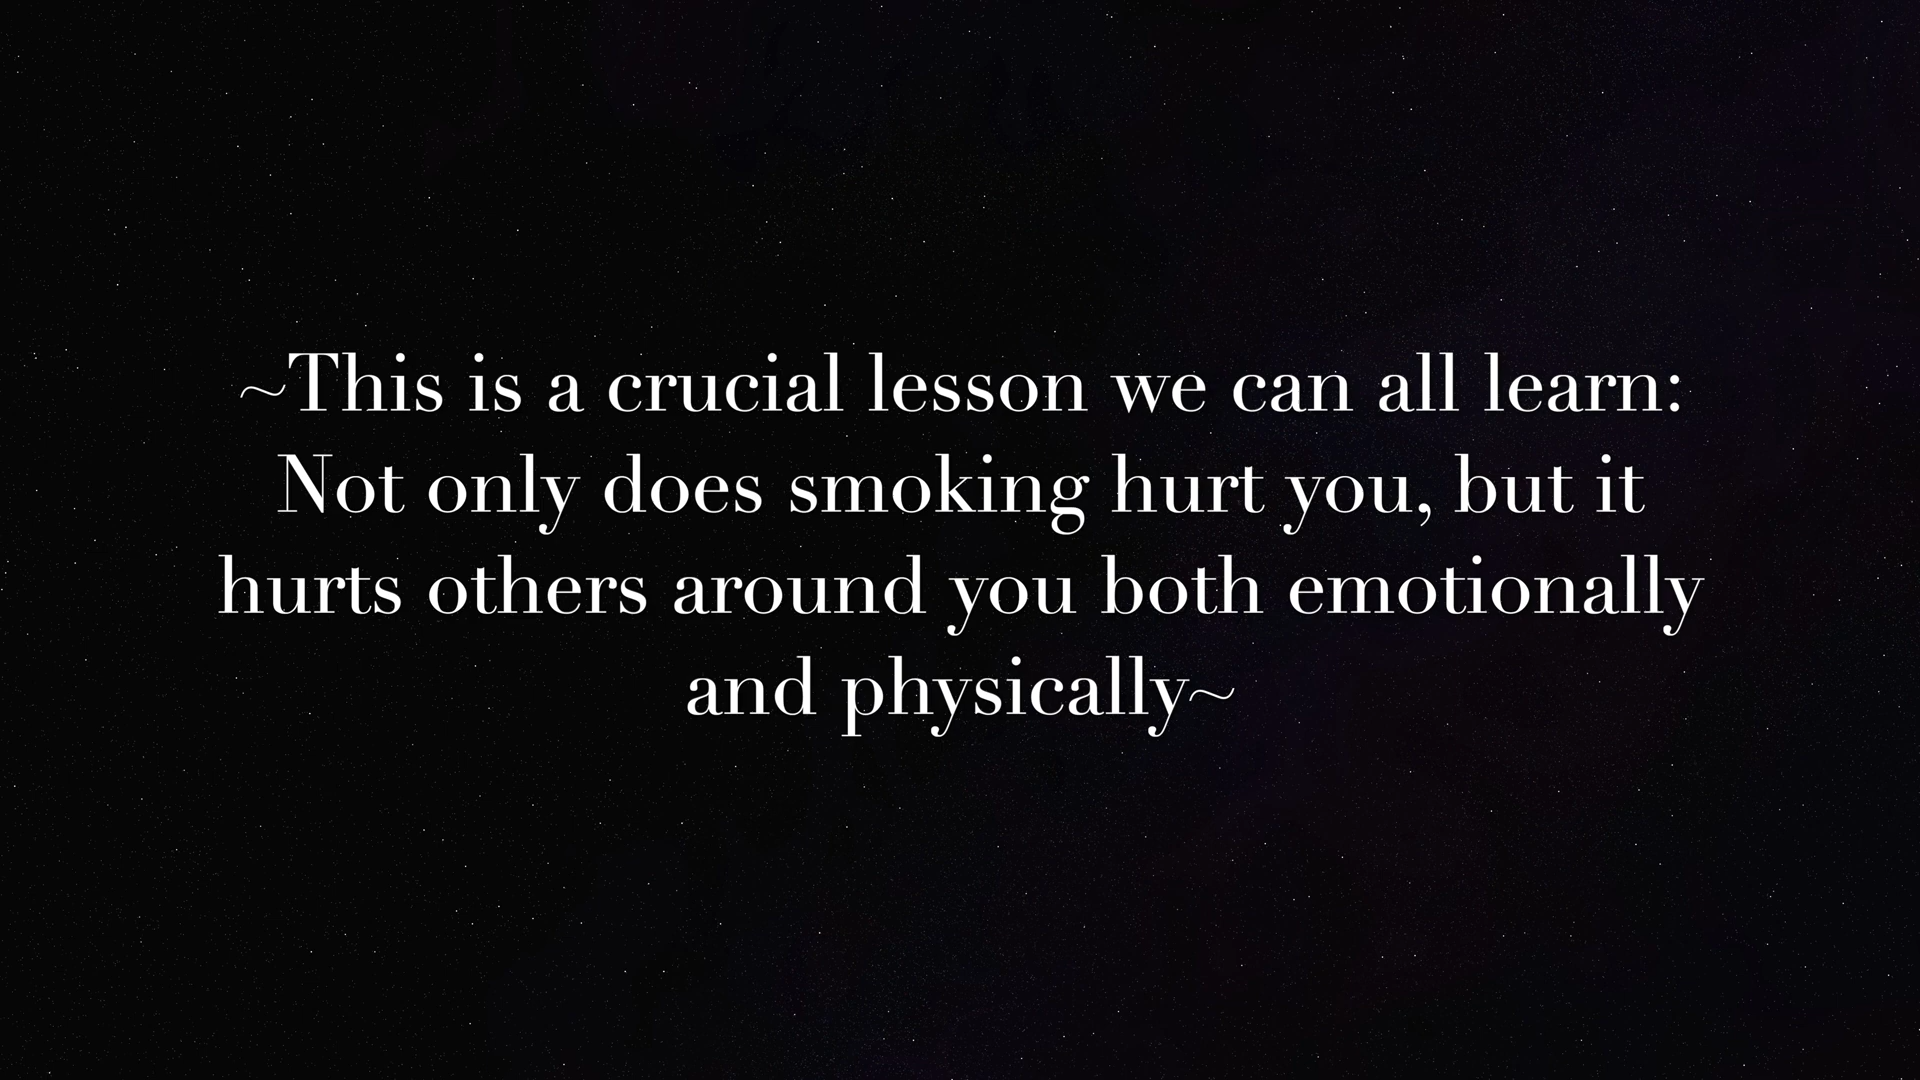 ~This is a crucial lesson we can all learn:
Not only does smoking hurt you, but it
hurts others around you both emotionally
and physically~